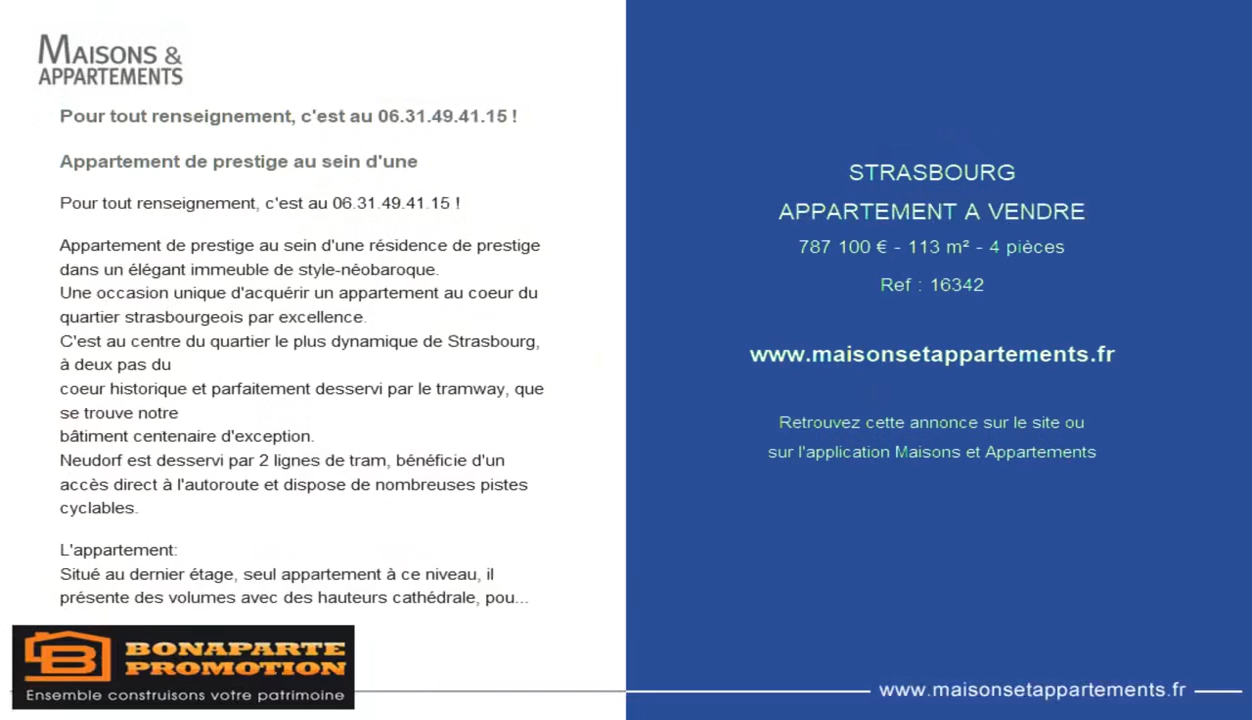 MAISONS &
APPARTEMENTS
Pour tout renseignement, c'est au 06.31.49.41.15 !
Appartement de prestige au sein d'une
Pour tout renseignement, c'est au 06.31.49.41.15 !
Appartement de prestige au sein d'une résidence de prestige
dans un élégant immeuble de style-néobaroque.
Une occasion unique d'acquérir un appartement au coeur du
quartier strasbourgeois par excellence.
C'est au centre du quartier le plus dynamique de Strasbourg,
à deux pas du
coeur historique et parfaitement desservi par le tramway, que
se trouve notre
bâtiment centenaire d'exception.
Neudorf est desservi par 2 lignes de tram, bénéficie d'un
accès direct à l'autoroute et dispose de nombreuses pistes
cyclables.
L'appartement:
Situé au dernier étage, seul appartement à ce niveau, il
présente des volumes avec des hauteurs cathédrale, pou...
BONAPARTE
PROMOTION
Ensemble construisons votre patrimoine
STRASBOURG
APPARTEMENT A VENDRE
787 100 € - 113 m² - 4 pièces
Ref : 16342
www.maisonsetappartements.fr
Retrouvez cette annonce sur le site ou
sur l'application Maisons et Appartements
www.maisonsetappartements.fr